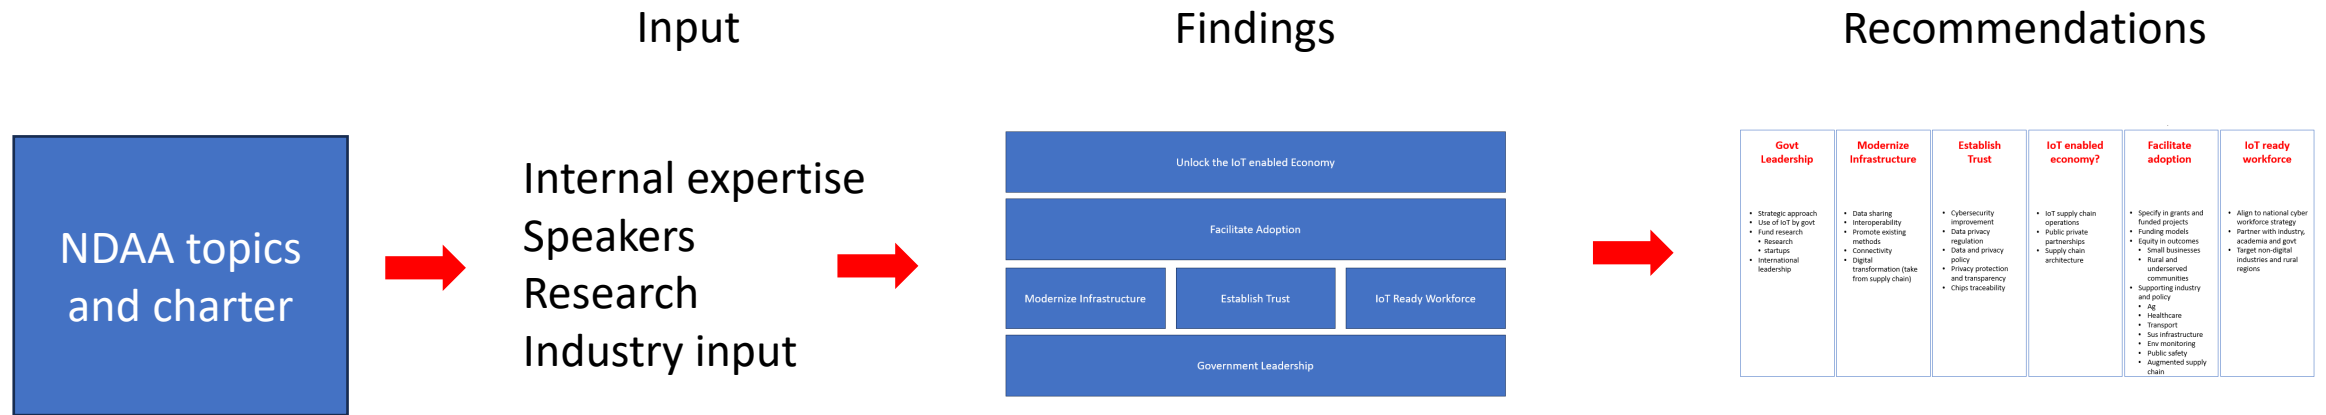 Input
Findings
Recommendations
NDAA topics
and charter
Internal expertise
Speakers
Research
Industry input
Unlock the IoT enabled Economy
Facilitate Adoption
Modernize Infrastructure
Establish Trust
IoT Ready Workforce
Government Leadership
Govt
Leadership
• Strategic approach
• Use of IoT by govt
• Fund research
• Research
• startups
• International
leadership
Modernize
Infrastructure
• Data sharing
• Interoperability
• Promote existing
methods
• Connectivity
• Digital
transformation (take
from supply chain)
Establish
Trust
• Cybersecurity
improvement
• Data privacy
regulation
• Data and privacy
policy
• Privacy protection
and transparency
• Chips traceability
IoT enabled
economy?
• IoT supply chain
operations
• Public private
partnerships
• Supply chain
architecture
Facilitate
adoption
• Specify in grants and
funded projects
• Funding models
• Equity in outcomes
• Small businesses
• Rural and
underserved
communities
• Supporting industry
and policy
• Ag
• Healthcare
• Transport
• Sus infrastructure
• Env monitoring
• Public safety
• Augmented supply
chain
IoT ready
workforce
• Align to national cyber
workforce strategy
• Partner with industry,
academia and govt
• Target non-digital
industries and rural
regions